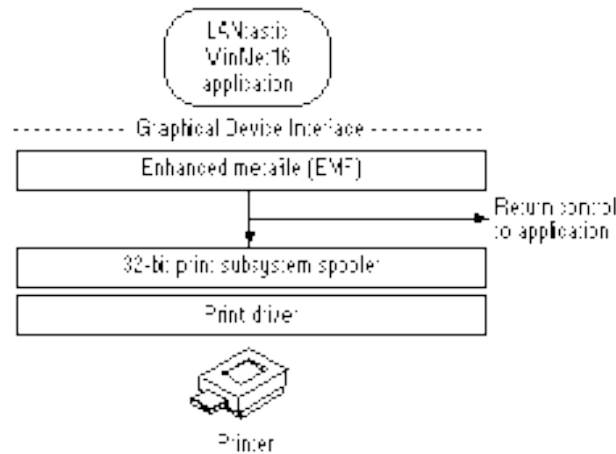 LANtastic
WinNet16
application
Graphical Device Interface
Enhanced metafile (EMF)
Return control
to application
32-bit print subsystem spooler
Print driver
Printer